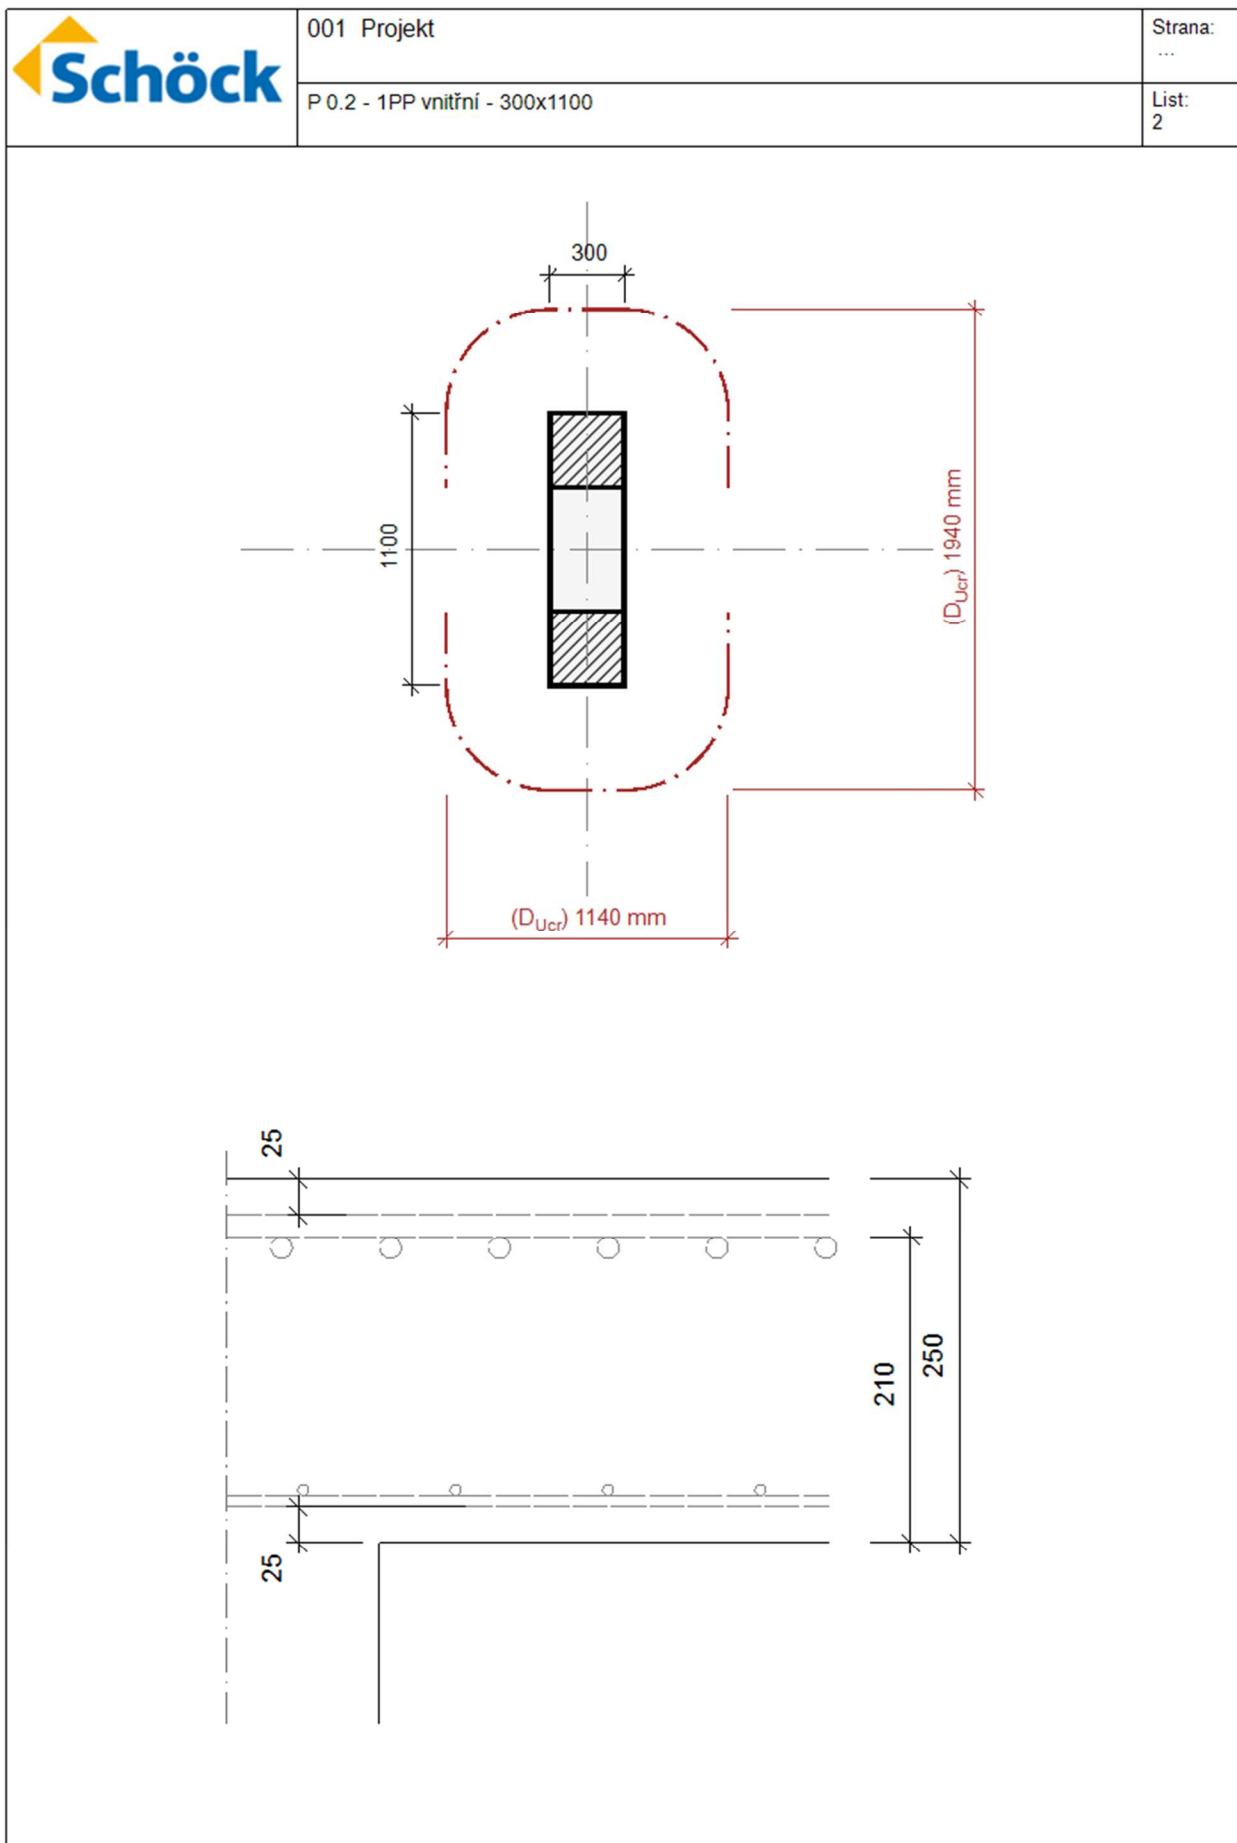 Schöck
001 Projekt
Strana:
...
P 0.2 - 1PP vnitřní - 300x1100
List:
2
300
1100
(DUcr) 1940 mm
(DUcr) 1140 mm
25
210
250
25